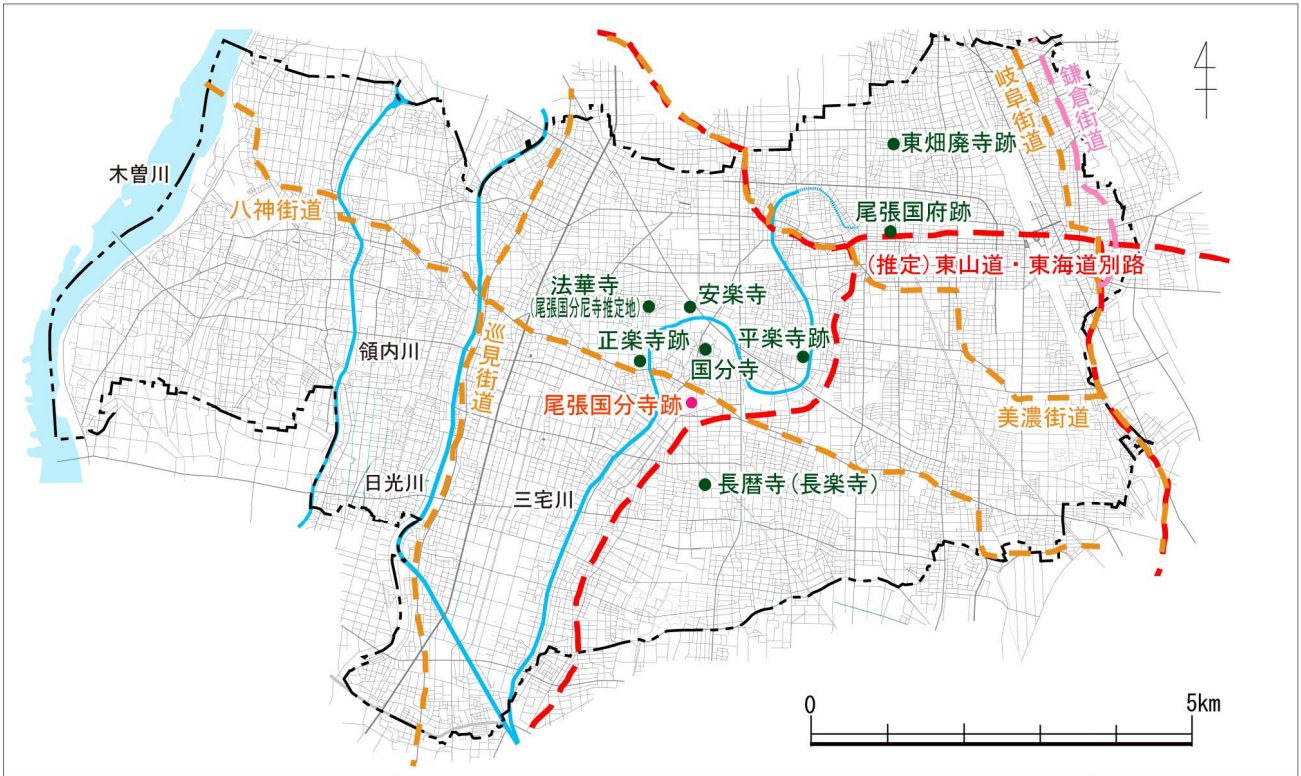 木曽川
八神街道
領内川
日光川
巡見街道
三宅川
法華寺
(尾張国分尼寺推定地)
安楽寺
正楽寺跡
国分寺
平楽寺跡
尾張国分寺跡
長暦寺(長楽寺)
東畑廃寺跡
尾張国府跡
(推定)東山道・東海道別路
岐阜街道
鎌倉街道
美濃街道
4
0
5km